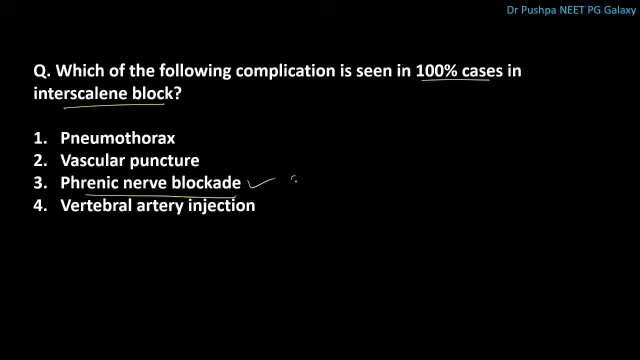 Dr Pushpa NEET PG Galaxy
Q. Which of the following complication is seen in 100% cases in
interscalene block?
1. Pneumothorax
2. Vascular puncture
3. Phrenic nerve blockade
4. Vertebral artery injection